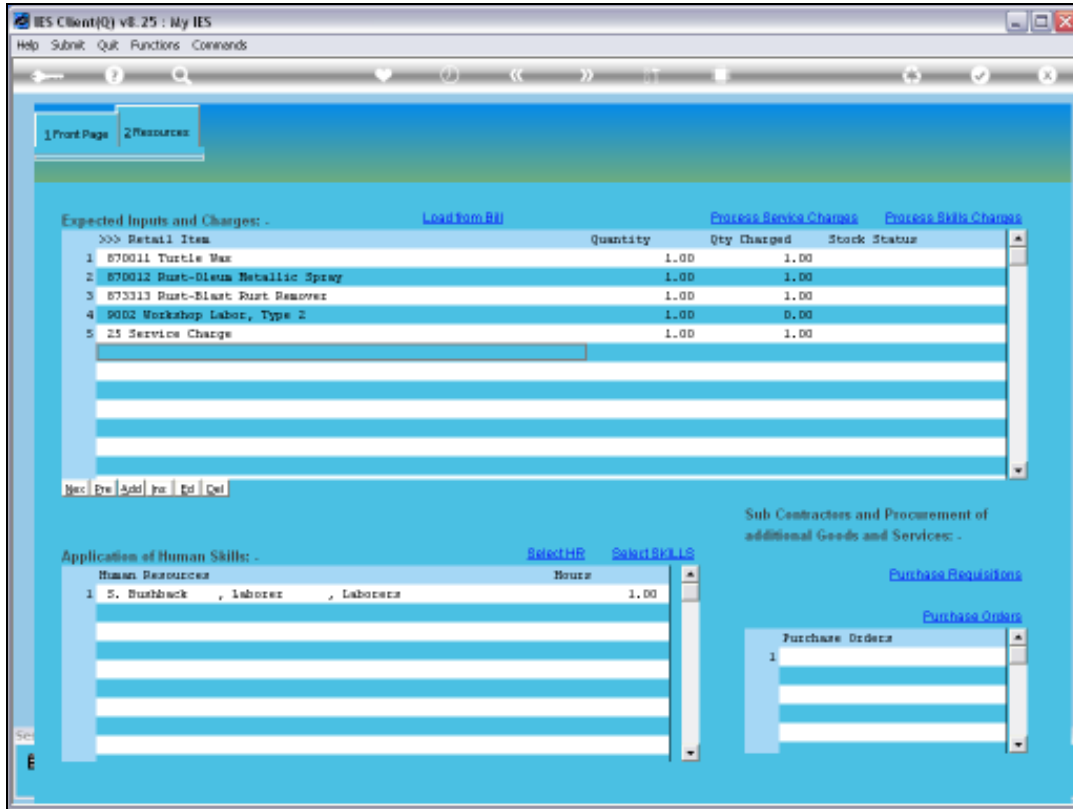 IES Client(Q) v8.25 : My IES
Help Submit Quit Functions Commands
1 Front Page 2 Resources
Expected Inputs and Charges: - Load from Bill Process Service Charges Process Skills Charges
>>> Retail Item Quantity Qty Charged Stock Status
1 870011 Turtle Wax 1.00 1.00
2 870012 Rust-Oleum Metallic Spray 1.00 1.00
3 873313 Rust-Blast Rust Remover 1.00 1.00
4 9002 Workshop Labor, Type 2 1.00 0.00
5 25 Service Charge 1.00 1.00
Nex Pre Add Ins Ed Del
Sub Contractors and Procurement of
additional Goods and Services: -
Application of Human Skills: - Select HR Select SKILLS
Human Resources Hours
Purchase Requisitions
1 S. Bushback , laborer , Laborers 1.00
Purchase Orders
Purchase Orders
1